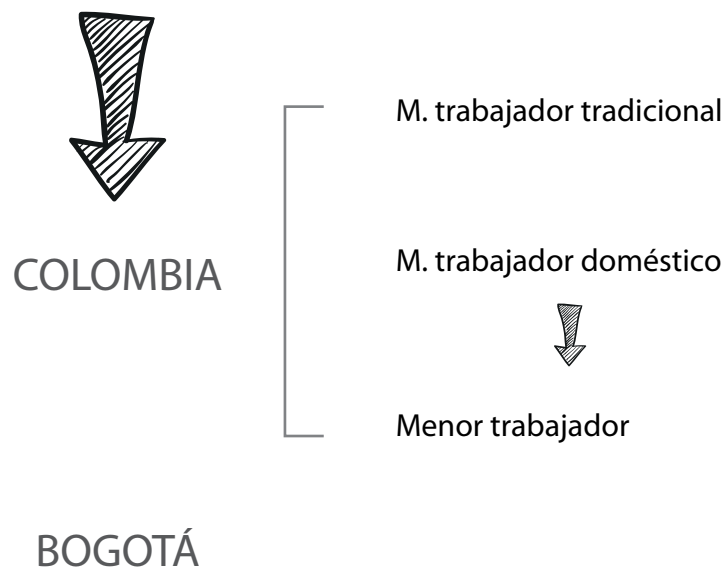 M. trabajador tradicional
COLOMBIA
M. trabajador doméstico
Menor trabajador
BOGOTÁ